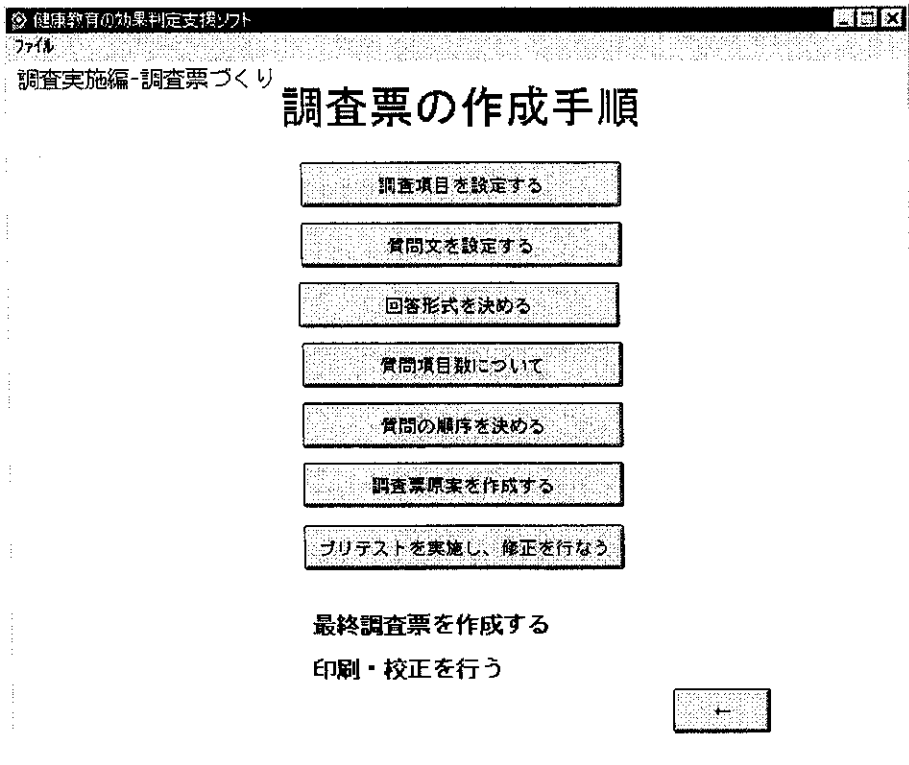 健康教育の効果判定支援ソフト
ファイル
調査実施編-調査票づくり
調査票の作成手順
調査項目を設定する
質問文を設定する
回答形式を決める
質問項目数について
質問の順序を決める
調査票原案を作成する
プリテストを実施し、修正を行なう
最終調査票を作成する
印刷・校正を行う
←